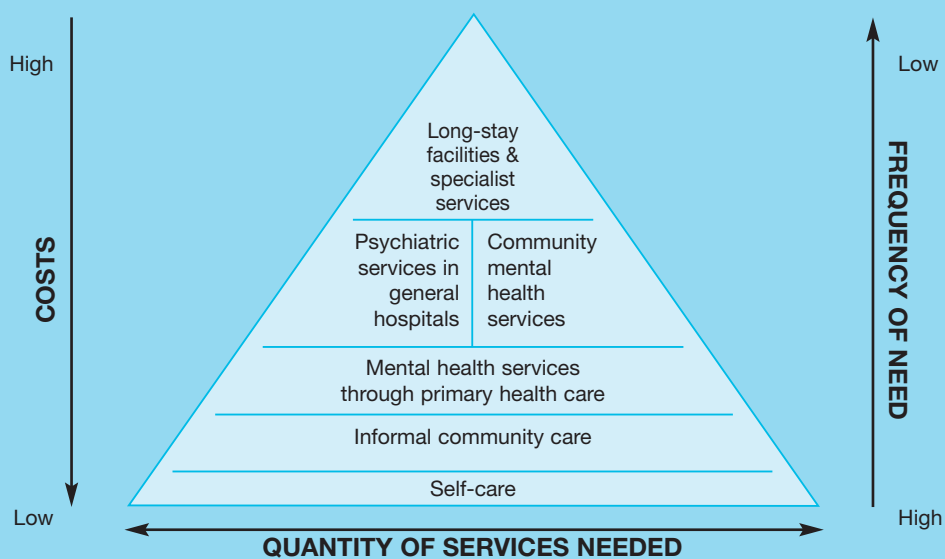 High
Low
Long-stay
facilities &
specialist
services
COSTS
FREQUENCY OF NEED
Psychiatric
services in
general
hospitals
Community
mental
health
services
Mental health services
through primary health care
Informal community care
Self-care
Low
High
QUANTITY OF SERVICES NEEDED